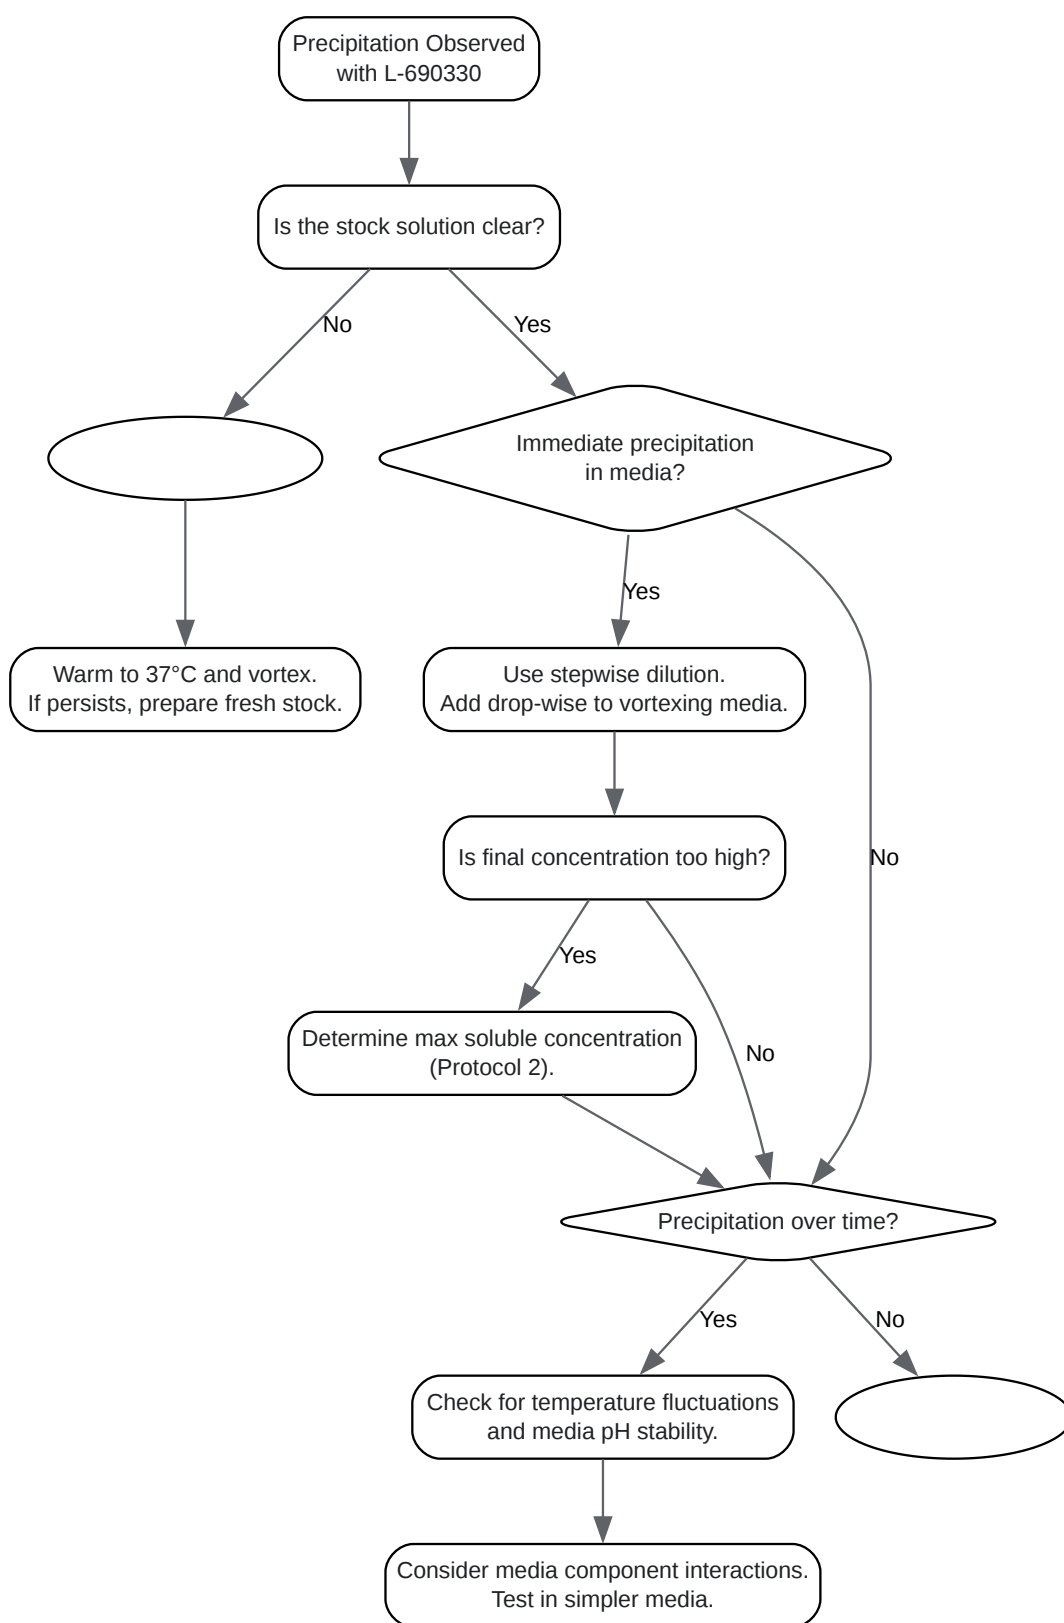 Precipitation Observed
with L-690330
Is the stock solution clear?
No
Yes
Immediate precipitation
in media?
Yes
Warm to 37°C and vortex.
If persists, prepare fresh stock.
Use stepwise dilution.
Add drop-wise to vortexing media.
Is final concentration too high?
No
Yes
Determine max soluble concentration
(Protocol 2).
No
Precipitation over time?
Yes
No
Check for temperature fluctuations
and media pH stability.
Consider media component interactions.
Test in simpler media.